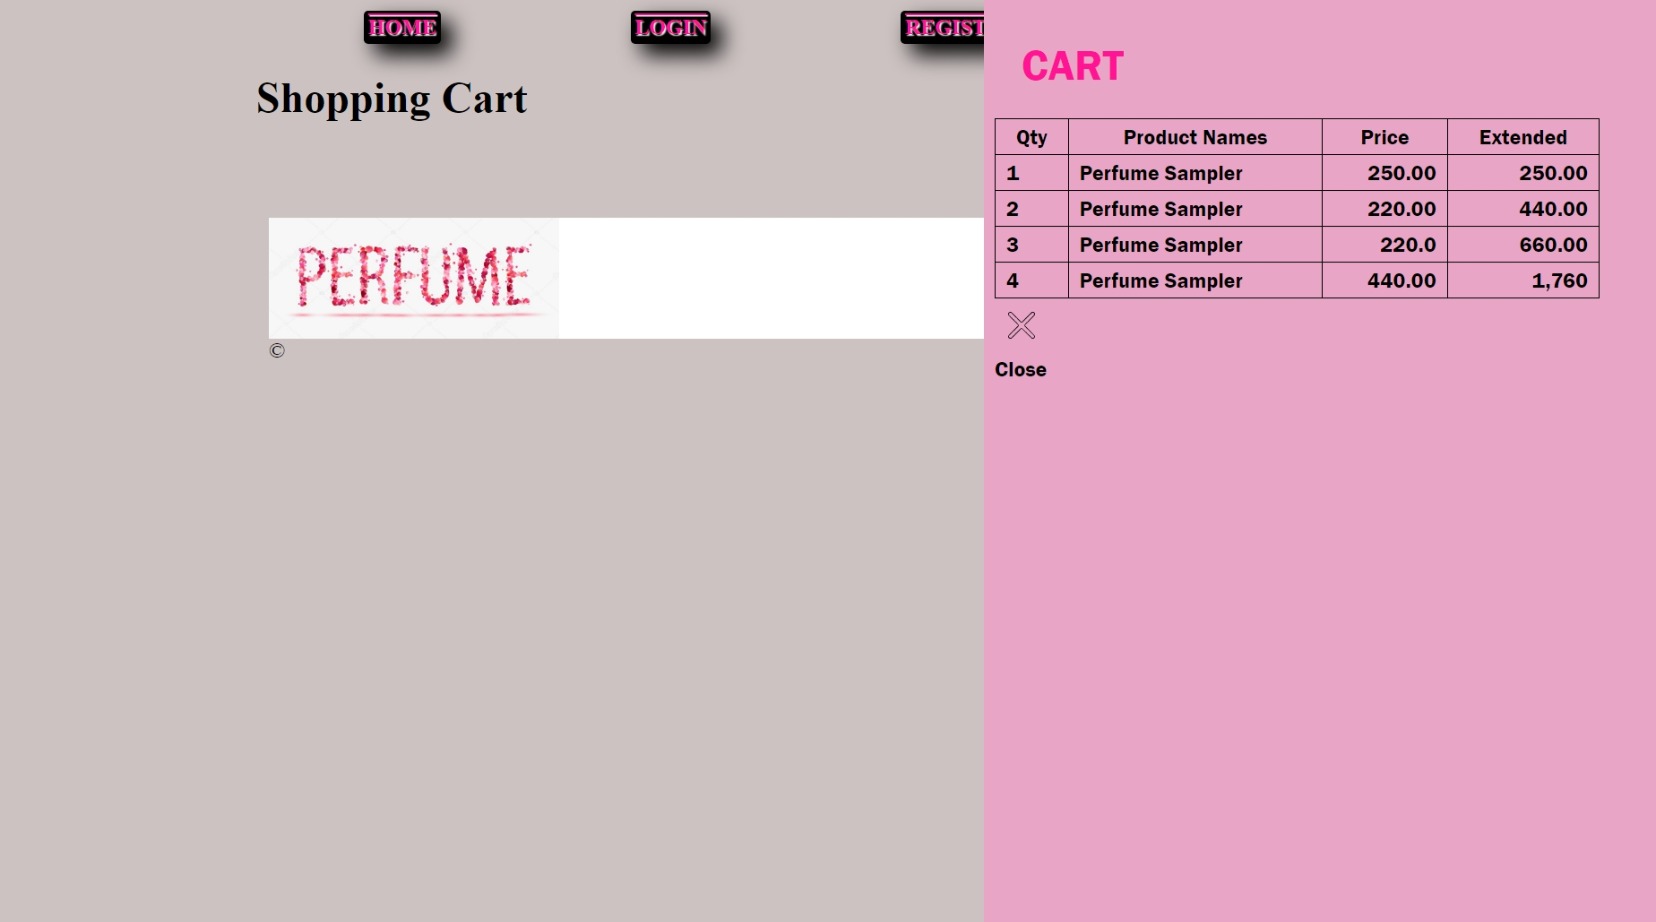 HOME LOGIN REGIST
Shopping Cart
PERFUME
©
CART
Qty Product Names Price Extended
1 Perfume Sampler 250.00 250.00
2 Perfume Sampler 220.00 440.00
3 Perfume Sampler 220.0 660.00
4 Perfume Sampler 440.00 1,760
Close